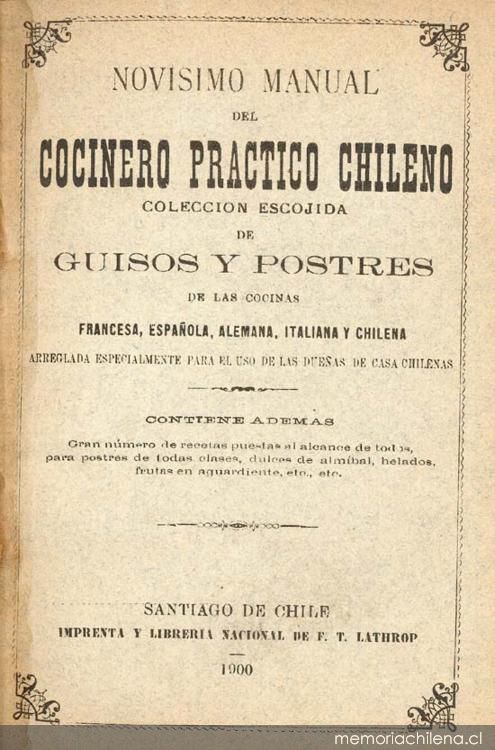 NOVISIMO MANUAL
DEL
COCINERO PRACTICO CHILENO
COLECCION ESCOJIDA
DE
GUISOS Y POSTRES
DE LAS COCINAS
FRANCESA, ESPAÑOLA, ALEMANA, ITALIANA Y CHILENA
ARREGLADA ESPECIALMENTE PARA EL USO DE LAS DUEÑAS DE CASA CHILENAS
CONTIENE ADEMÁS
Gran número de recetas puestas al alcance de todos,
para postres de todas clases, dulces de almíbal, helados,
frutas en aguardiente, etc., etc.
SANTIAGO DE CHILE
IMPRENTA Y LIBRERIA NACIONAL DE F. T. LATHROP
1900
memoriachilena.cl